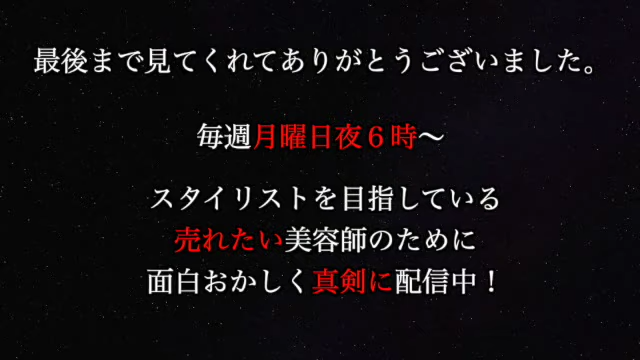 最後まで見てくれてありがとうございました。
毎週月曜日夜６時～
スタイリストを目指している
売れたい美容師のために
面白おかしく真剣に配信中！